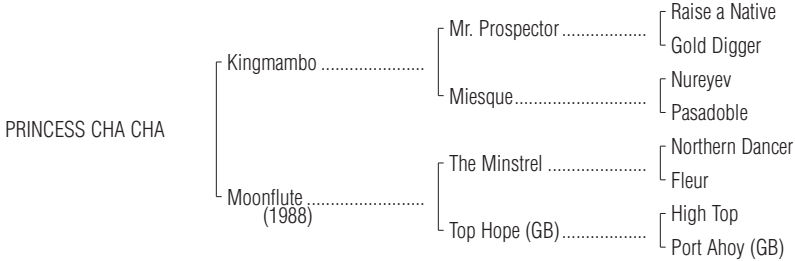 Raise a Native
Mr. Prospector ..................
Gold Digger
Kingmambo ......................
Nureyev
Miesque............................
Pasadoble
PRINCESS CHA CHA
Northern Dancer
The Minstrel .....................
Fleur
Moonflute .........................
(1988)
High Top
Top Hope (GB)..................
Port Ahoy (GB)